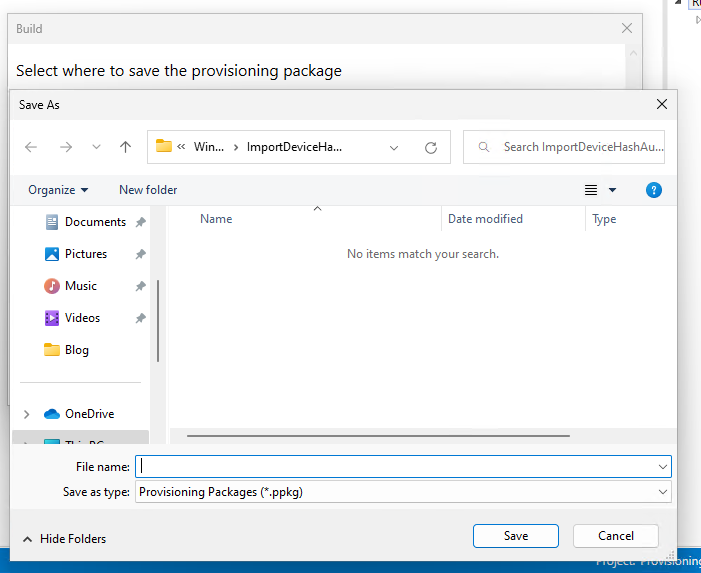 Build
Select where to save the provisioning package
Save As
Win... ImportDeviceHa...
Search ImportDeviceHashAu...
Organize New folder
Name Date modified Type
No items match your search.
Documents
Pictures
Music
Videos
Blog
OneDrive
This PC
File name:
Save as type: Provisioning Packages (*.ppkg)
Hide Folders Save Cancel
Project: Provisioning